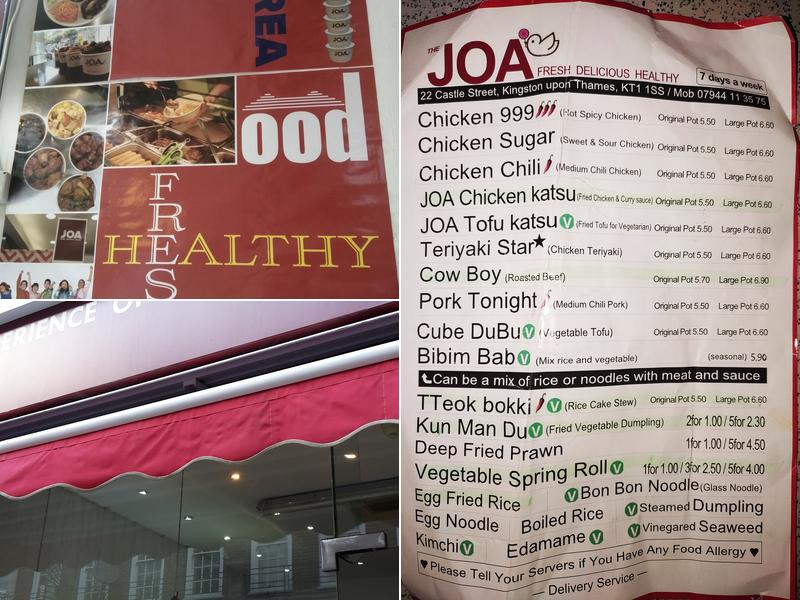 REA
ood
FRES
HEALTHY
JOA
JOA
ERIENCE
THE JOA
FRESH DELICIOUS HEALTHY
7 days a week
22 Castle Street, Kingston upon Thames, KT1 1SS / Mob 07944 11 35 75
Chicken 999 (Hot Spicy Chicken) Original Pot 5.50 Large Pot 6.60
Chicken Sugar (Sweet & Sour Chicken) Original Pot 5.50 Large Pot 6.60
Chicken Chili (Medium Chili Chicken) Original Pot 5.50 Large Pot 6.60
JOA Chicken katsu (Fried Chicken & Curry sauce) Original Pot 5.50 Large Pot 6.60
JOA Tofu katsu V (Fried Tofu for Vegetarian) Original Pot 5.50 Large Pot 6.60
Teriyaki Star★ (Chicken Teriyaki) Original Pot 5.50 Large Pot 6.60
Cow Boy (Roasted Beef) Original Pot 5.70 Large Pot 6.90
Pork Tonight (Medium Chili Pork) Original Pot 5.50 Large Pot 6.60
Cube DuBu V (Vegetable Tofu) Original Pot 5.50 Large Pot 6.60
Bibim Bab V (Mix rice and vegetable) (seasonal) 5.90
Can be a mix of rice or noodles with meat and sauce
TTeok bokki V (Rice Cake Stew) Original Pot 5.50 Large Pot 6.60
Kun Man Du V (Fried Vegetable Dumpling) 2for 1.00 / 5for 2.30
Deep Fried Prawn 1for 1.00 / 5for 4.50
Vegetable Spring Roll V 1for 1.00 / 3for 2.50 / 5for 4.00
Egg Fried Rice V Bon Bon Noodle (Glass Noodle)
Egg Noodle Boiled Rice V Steamed Dumpling
Kimchi V Edamame V V Vinegared Seaweed
♥ Please Tell Your Servers if You Have Any Food Allergy ♥
— Delivery Service —